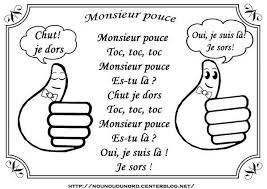 Monsieur pouce
Chut!
je dors
Oui, je suis là!
Je sors!
Monsieur pouce
Toc, toc, toc
Monsieur pouce
Es-tu là ?
Chut je dors
Toc, toc, toc
Monsieur pouce
Es-tu là ?
Oui, je suis là !
Je sors !
HTTP://NOUNOUDUNORD.CENTERBLOG.NET/